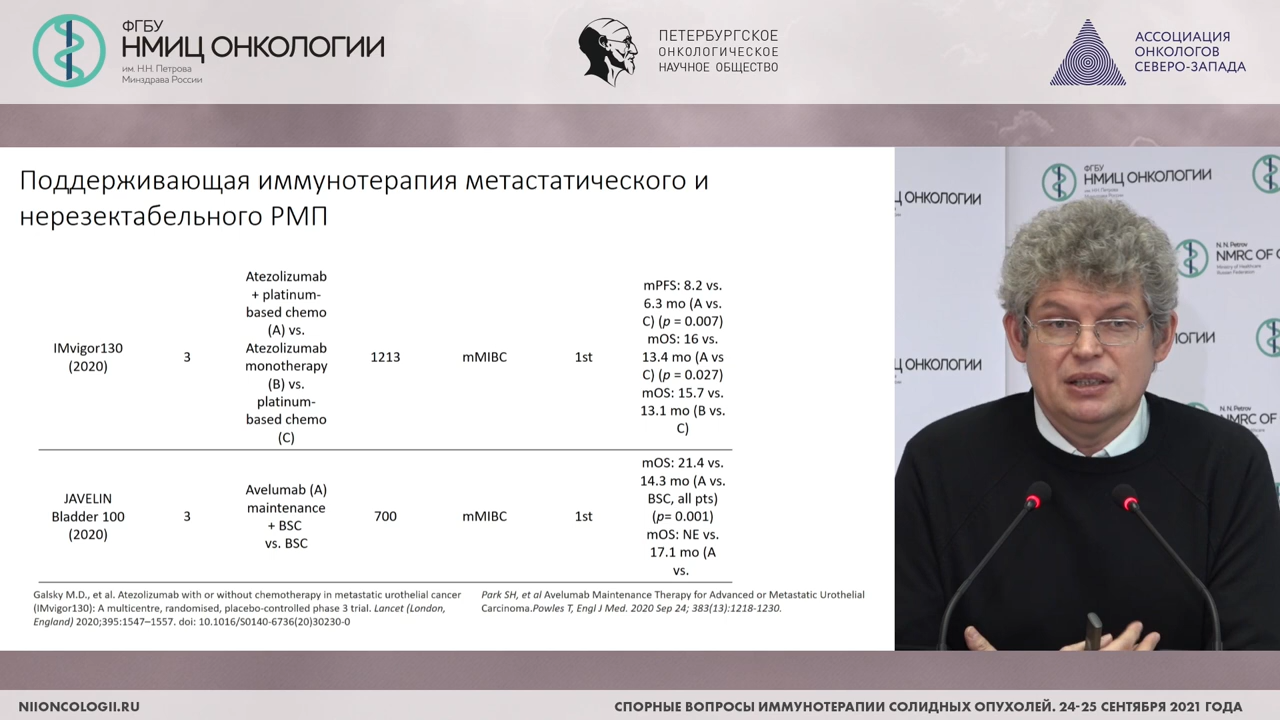 ФГБУ
НМИЦ ОНКОЛОГИИ
им. Н.Н. Петрова
Минздрава России
ПЕТЕРБУРГСКОЕ
ОНКОЛОГИЧЕСКОЕ
НАУЧНОЕ ОБЩЕСТВО
АССОЦИАЦИЯ
ОНКОЛОГОВ
СЕВЕРО-ЗАПАДА
Поддерживающая иммунотерапия метастатического и
нерезектабельного РМП
IMvigor130
(2020)
3
Atezolizumab
+ platinum-
based chemo
(A) vs.
Atezolizumab
monotherapy
(B) vs.
platinum-
based chemo
(C)
1213
mMIBC
1st
mPFS: 8.2 vs.
6.3 mo (A vs.
C) (p = 0.007)
mOS: 16 vs.
13.4 mo (A vs
C) (p = 0.027)
mOS: 15.7 vs.
13.1 mo (B vs.
C)
JAVELIN
Bladder 100
(2020)
3
Avelumab (A)
maintenance
+ BSC
vs. BSC
700
mMIBC
1st
mOS: 21.4 vs.
14.3 mo (A vs.
BSC, all pts)
(p= 0.001)
mOS: NE vs.
17.1 mo (A
vs.
Galsky M.D., et al. Atezolizumab with or without chemotherapy in metastatic urothelial cancer
(IMvigor130): A multicentre, randomised, placebo-controlled phase 3 trial. Lancet (London,
England) 2020;395:1547–1557. doi: 10.1016/S0140-6736(20)30230-0
Park SH, et al Avelumab Maintenance Therapy for Advanced or Metastatic Urothelial
Carcinoma.Powles T, Engl J Med. 2020 Sep 24; 383(13):1218-1230.
ФГБУ
НМИЦ ОНКОЛОГИИ
ОНКОЛОГИИ
N.N. Petrov
NMRC OF
ОНКОЛОГИИ
N.N. Petrov
NMRC OF
NIIONCOLOGII.RU
СПОРНЫЕ ВОПРОСЫ ИММУНОТЕРАПИИ СОЛИДНЫХ ОПУХОЛЕЙ. 24-25 СЕНТЯБРЯ 2021 ГОДА